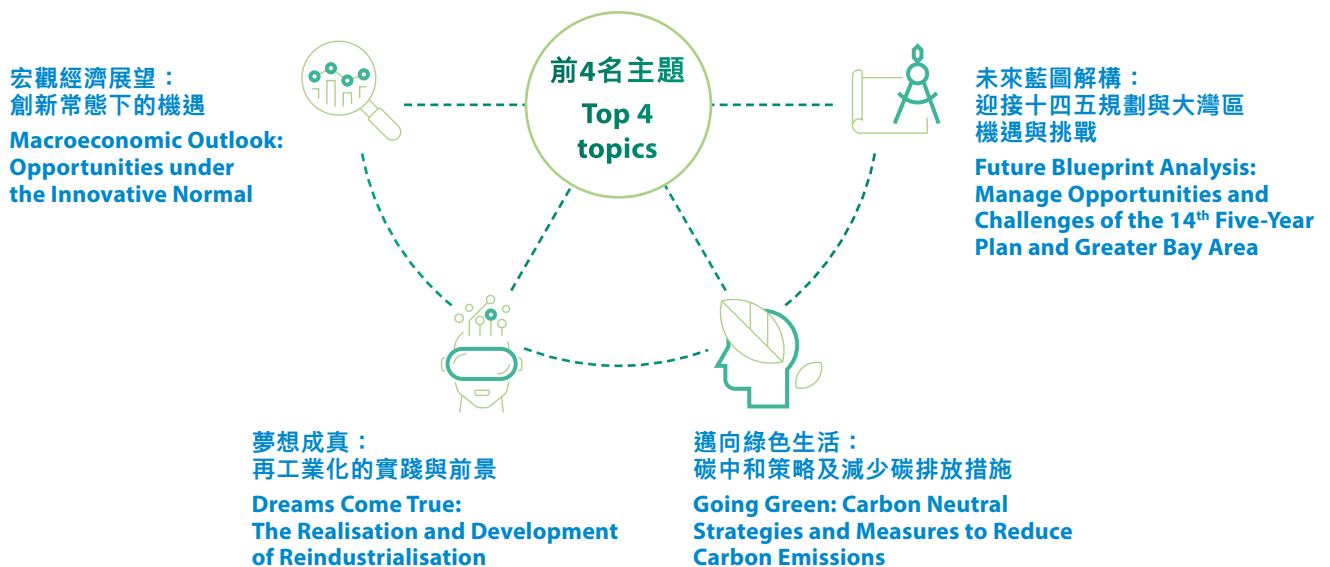 前4名主題
Top 4
topics
宏觀經濟展望：
創新常態下的機遇
Macroeconomic Outlook:
Opportunities under
the Innovative Normal
未來藍圖解構：
迎接十四五規劃與大灣區
機遇與挑戰
Future Blueprint Analysis:
Manage Opportunities and
Challenges of the 14th Five-Year
Plan and Greater Bay Area
夢想成真：
再工業化的實踐與前景
Dreams Come True:
The Realisation and Development
of Reindustrialisation
邁向綠色生活：
碳中和策略及減少碳排放措施
Going Green: Carbon Neutral
Strategies and Measures to Reduce
Carbon Emissions